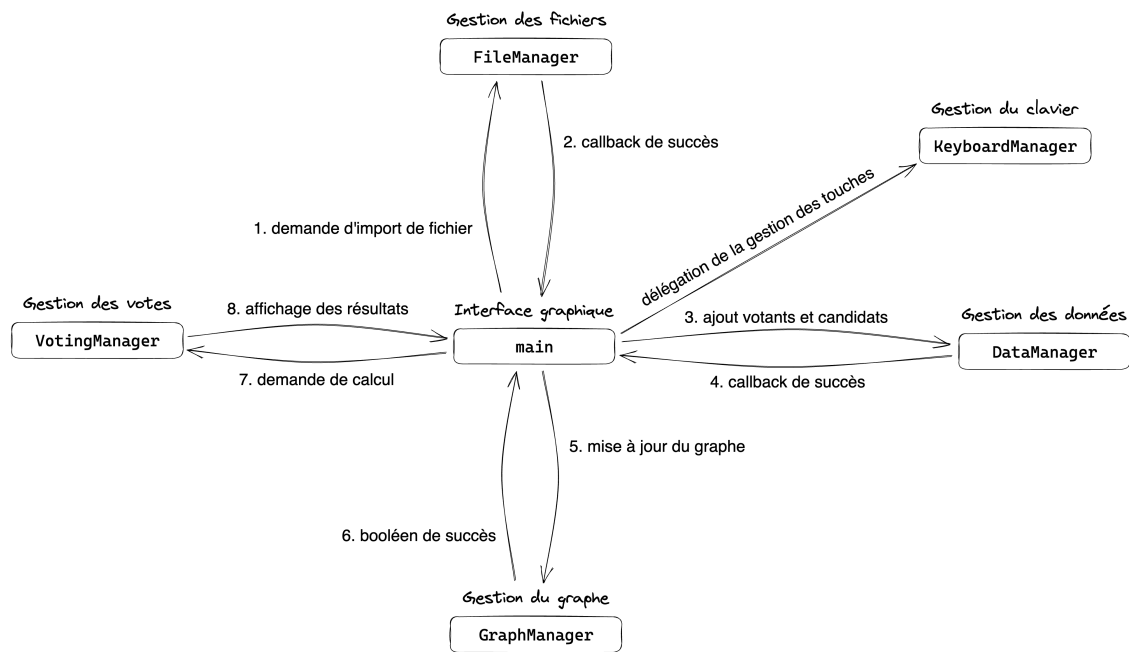 Gestion des fichiers
FileManager
Gestion du clavier
KeyboardManager
2. callback de succès
délégation de la gestion des touches
1. demande d'import de fichier
Gestion des votes
VotingManager
8. affichage des résultats
7. demande de calcul
Interface graphique
main
3. ajout votants et candidats
4. callback de succès
Gestion des données
DataManager
5. mise à jour du graphe
6. booléen de succès
Gestion du graphe
GraphManager